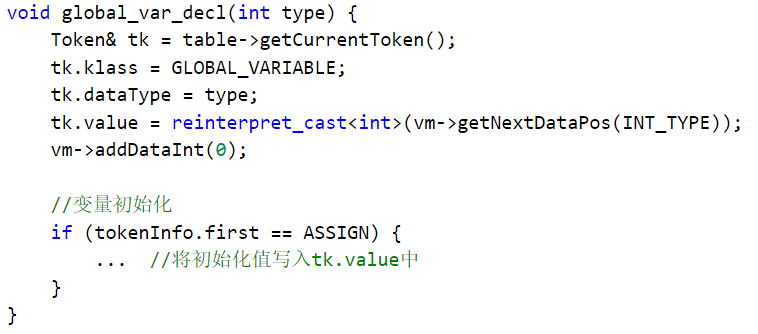 void global_var_decl(int type) {
    Token& tk = table->getCurrentToken();
    tk.klass = GLOBAL_VARIABLE;
    tk.dataType = type;
    tk.value = reinterpret_cast<int>(vm->getNextDataPos(INT_TYPE));
    vm->addDataInt(0);

    //变量初始化
    if (tokenInfo.first == ASSIGN) {
        ...  //将初始化值写入tk.value中
    }
}